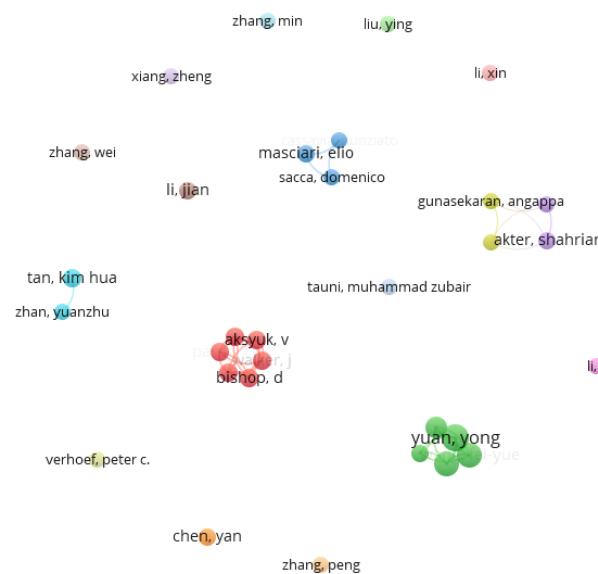 zhang, min
liu, ying
xiang, zheng
li, xin
zhang, wei
masciari, elio
sacca, domenico
li, jian
gunasekaran, angappa
akter, shahriar
tan, kim hua
tauni, muhammad zubair
zhan, yuanzhu
aksyuk, v
bishop, d
li,
yuan, yong
verhoef, peter c.
chen, yan
zhang, peng